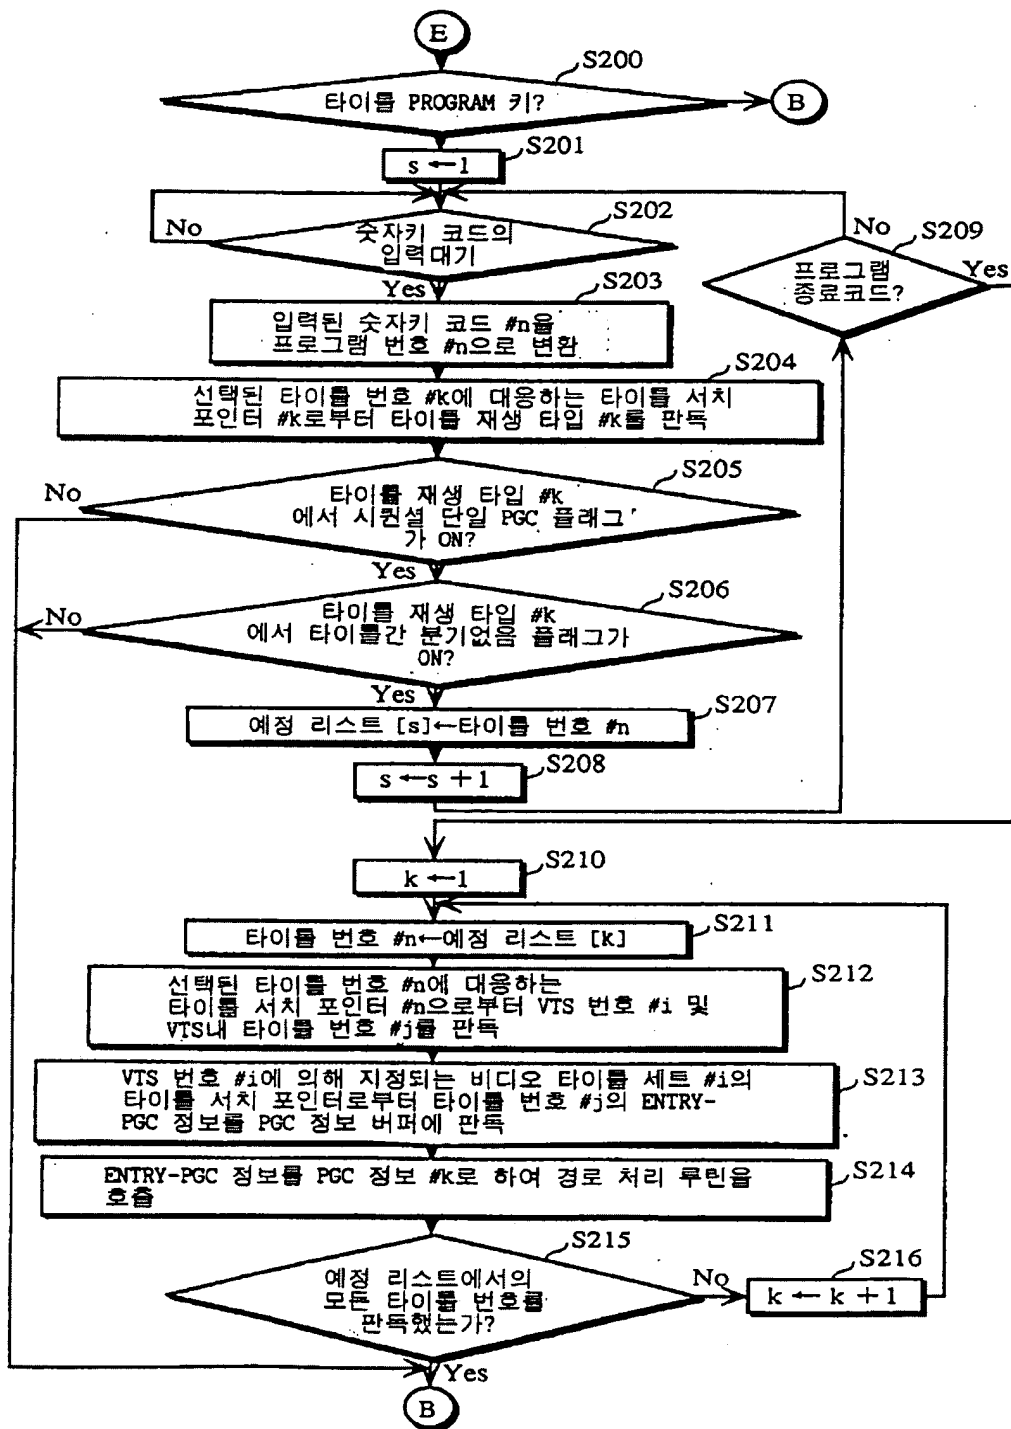 E
S200
타이틀 PROGRAM 키?
B
S201
s ← 1
S202
No
숫자키 코드의
입력대기
Yes
S209
No
프로그램
종료코드?
Yes
S203
입력된 숫자키 코드 #n을
프로그램 번호 #n으로 변환
S204
선택된 타이틀 번호 #k에 대응하는 타이틀 서치
포인터 #k로부터 타이틀 재생 타입 #k를 판독
S205
No
타이틀 재생 타입 #k
에서 시퀀셜 단일 PGC 플래그
가 ON?
Yes
S206
No
타이틀 재생 타입 #k
에서 타이틀간 분기없음 플래그가
ON?
Yes
S207
예정 리스트 [s]←타이틀 번호 #n
S208
s ← s + 1
S210
k ← 1
S211
타이틀 번호 #n←예정 리스트 [k]
S212
선택된 타이틀 번호 #n에 대응하는
타이틀 서치 포인터 #n으로부터 VTS 번호 #i 및
VTS내 타이틀 번호 #j를 판독
S213
VTS 번호 #i에 의해 지정되는 비디오 타이틀 세트 #i의
타이틀 서치 포인터로부터 타이틀 번호 #j의 ENTRY-
PGC 정보를 PGC 정보 버퍼에 판독
S214
ENTRY-PGC 정보를 PGC 정보 #k로 하여 경로 처리 루틴을
호출
S215
예정 리스트에서의
모든 타이틀 번호를
판독했는가?
No
S216
k ← k + 1
Yes
B